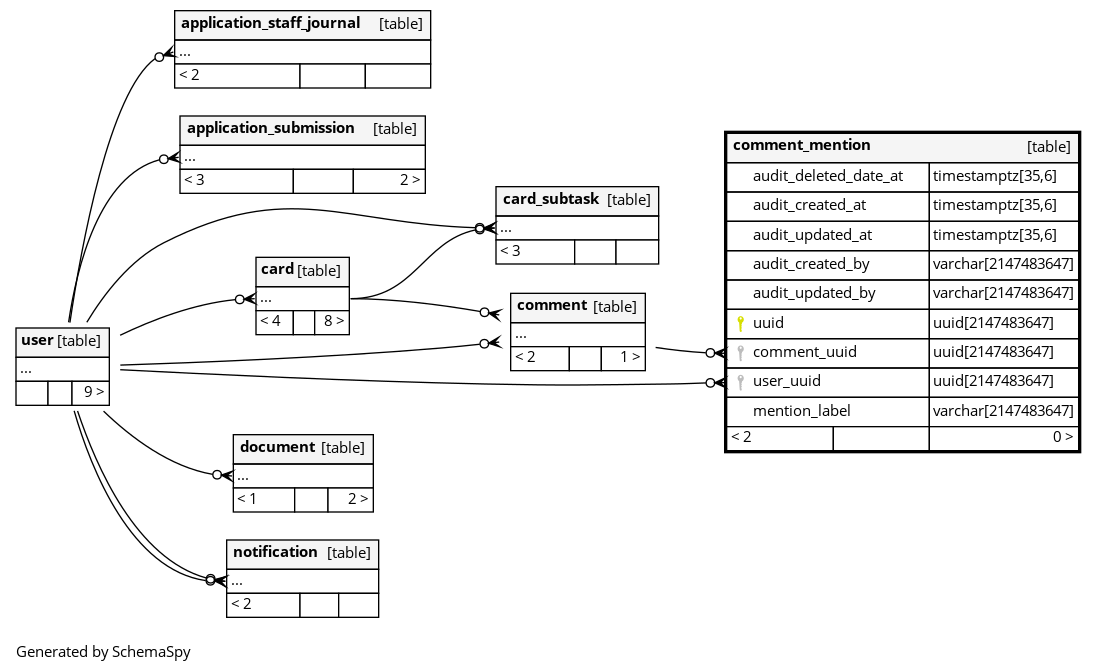 application_staff_journal [table]
...
< 2
application_submission [table]
...
< 3 2 >
card_subtask [table]
...
< 3
card [table]
...
< 4 8 >
comment [table]
...
< 2 1 >
user [table]
...
9 >
document [table]
...
< 1 2 >
notification [table]
...
< 2
comment_mention [table]
audit_deleted_date_at timestamptz[35,6]
audit_created_at timestamptz[35,6]
audit_updated_at timestamptz[35,6]
audit_created_by varchar[2147483647]
audit_updated_by varchar[2147483647]
uuid uuid[2147483647]
comment_uuid uuid[2147483647]
user_uuid uuid[2147483647]
mention_label varchar[2147483647]
< 2 0 >
Generated by SchemaSpy